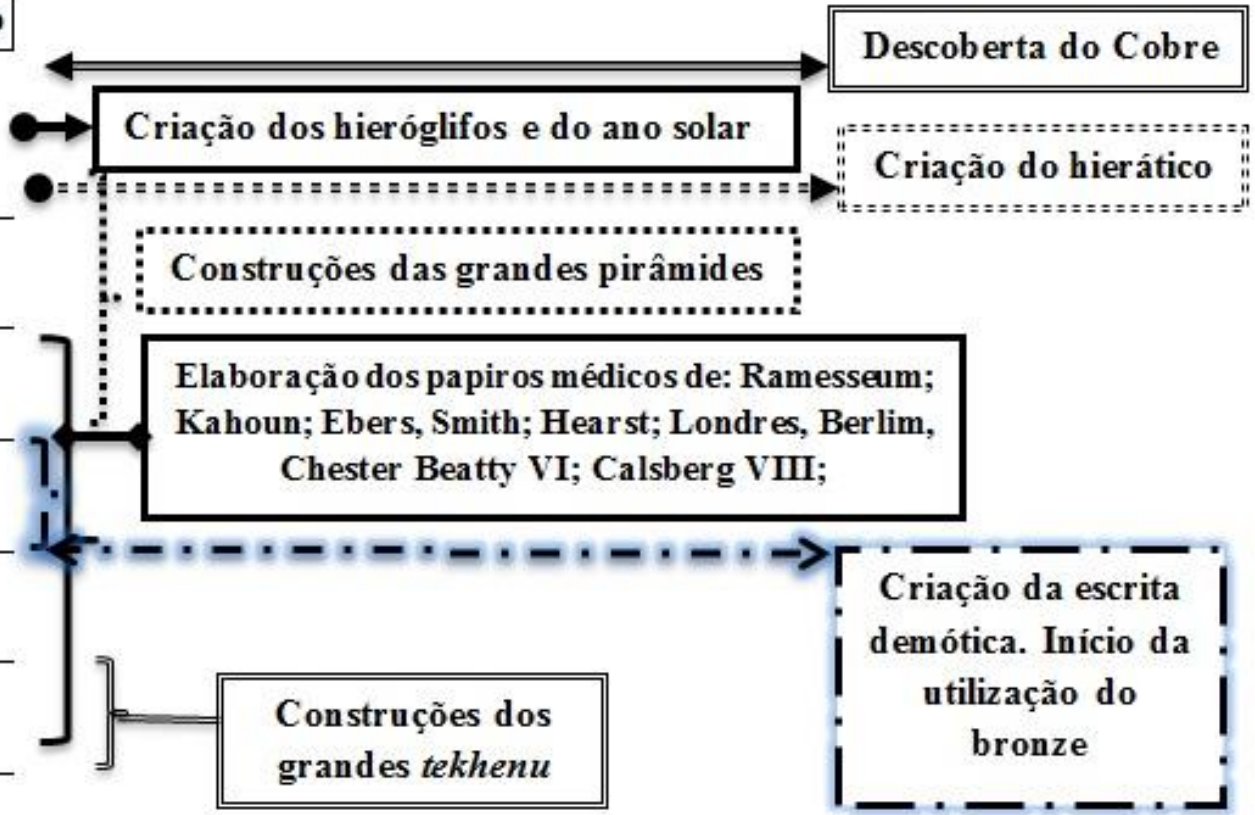 Descoberta do Cobre
Criação dos hieróglifos e do ano solar
Criação do hierático
Construções das grandes pirâmides
Elaboração dos papiros médicos de: Ramesseum;
Kahoun; Ebers, Smith; Hearst; Londres, Berlim,
Chester Beatty VI; Calsberg VIII;
Criação da escrita
demótica. Início da
utilização do
bronze
Construções dos
grandes tekhenu